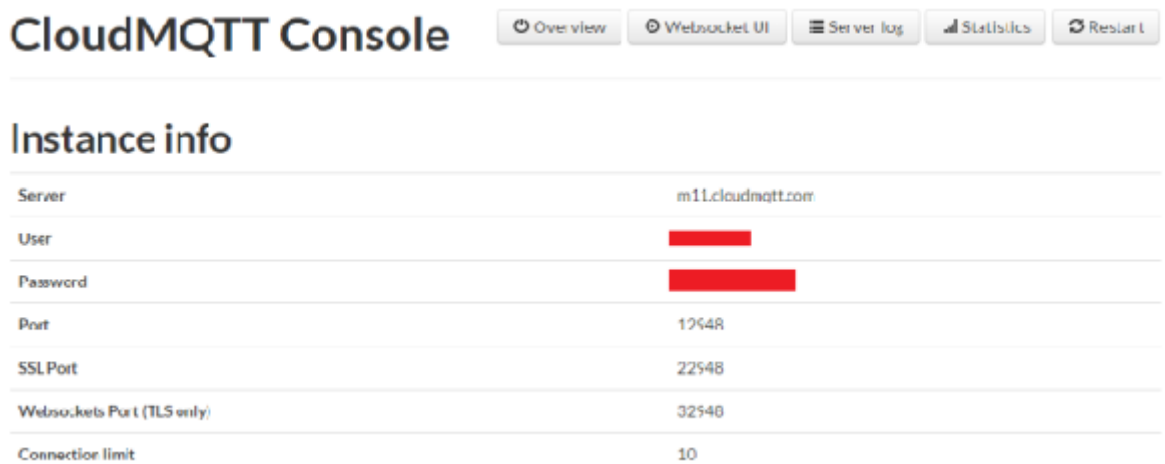 CloudMQTT Console
Overview Websocket UI Server log Statistics Restart
Instance info
Server m11.cloudmqtt.com
User
Password
Port 12948
SSL Port 22948
Websockets Port (TLS only) 32948
Connection limit 10